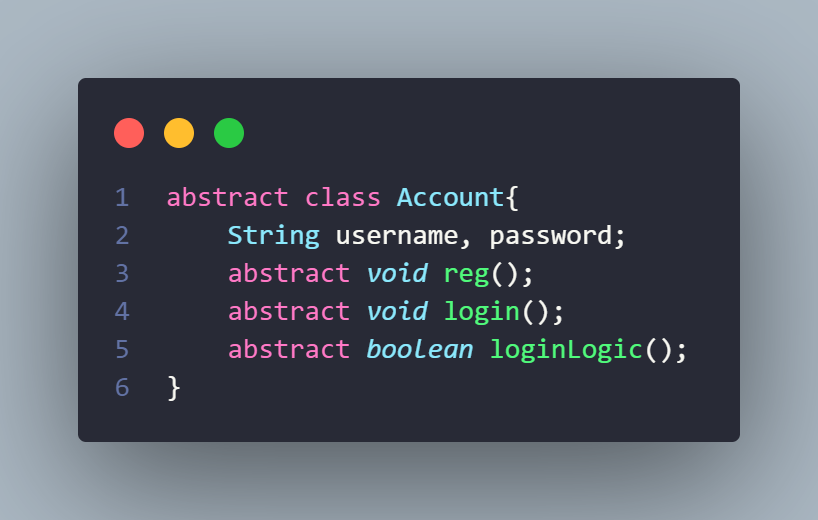 1 abstract class Account{
2 String username, password;
3 abstract void reg();
4 abstract void login();
5 abstract boolean loginLogic();
6 }